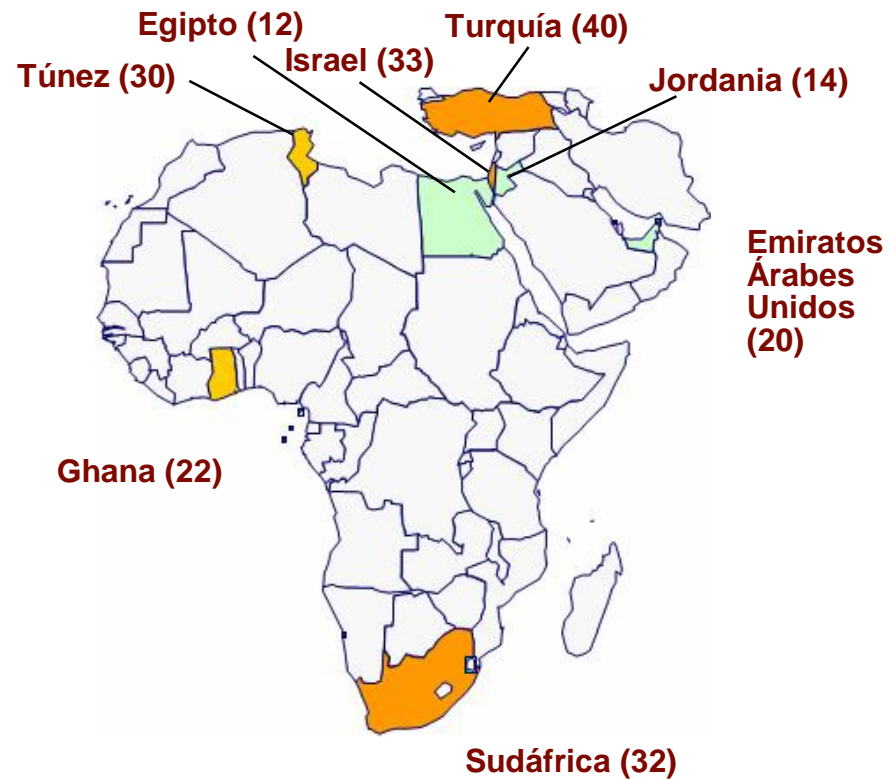 Egipto (12)
Turquía (40)
Israel (33)
Túnez (30)
Jordania (14)
Emiratos
Árabes
Unidos
(20)
Ghana (22)
Sudáfrica (32)